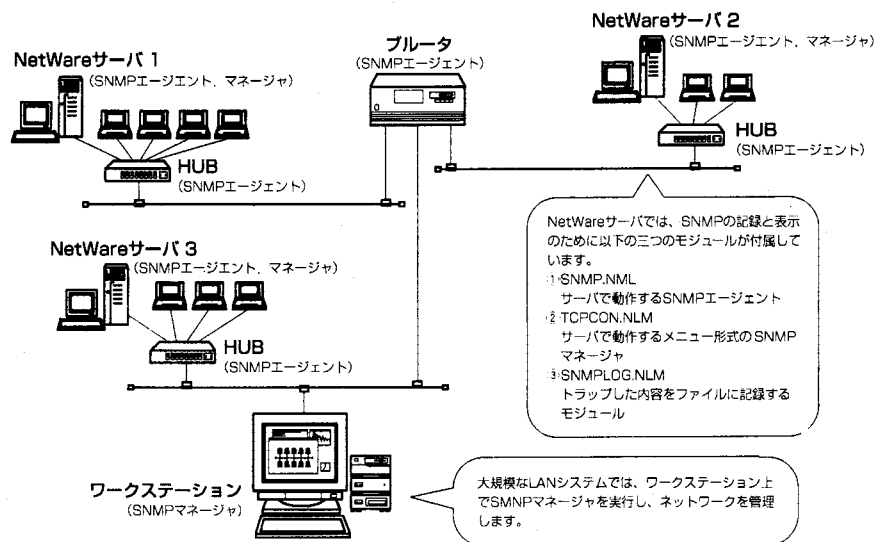 NetWareサーバ 1
(SNMPエージエント、マネージャ)
HUB
(SNMPエージェント)
ブルータ
(SNMPエージェント)
NetWareサーバ 2
(SNMPエージエント、マネージャ)
HUB
(SNMPエージェント)
NetWareサーバでは、SNMPの記録と表示
のために以下の三つのモジュールが付属して
います。
①SNMP.NML
サーバで動作するSNMPエージェント
②TCPCON.NLM
サーバで動作するメニュー形式のSNMP
マネージャ
③SNMPLOG.NLM
トラップした内容をファイルに記録する
モジュール
NetWareサーバ 3
(SNMPエージエント、マネージャ)
HUB
(SNMPエージェント)
ワークステーション
(SNMPマネージャ)
大規模なLANシステムでは、ワークステーション上
でSMNPマネージャを実行し、ネットワークを管理
します。